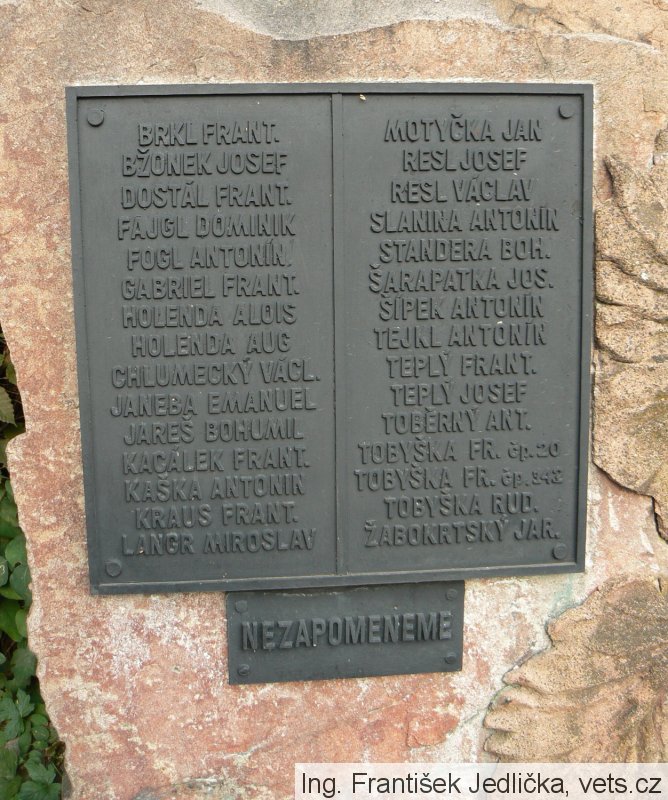 BRKL FRANT.
BŽONEK JOSEF
DOSTÁL FRANT.
FAJGL DOMINIK
FOGL ANTONÍN.
GABRIEL FRANT.
HOLENDA ALOIS
HOLENDA AUG
CHLUMECKÝ VÁCL.
JANEBA EMANUEL
JAREŠ BOHUMIL
KACÁLEK FRANT.
KAŠKA ANTONIN
KRAUS FRANT.
LANGR MIROSLAV
MOTYČKA JAN
RESL JOSEF
RESL VÁCLAV
SLANINA ANTONÍN
STANDERA BOH.
ŠARAPATKA JOS.
ŠÍPEK ANTONÍN
TEJKL ANTONÍN
TEPLÝ FRANT.
TEPLÝ JOSEF
TOBĚRNÝ ANT.
TOBYŠKA FR. čp.20
TOBYŠKA FR. čp.342
TOBYŠKA RUD.
ŽABOKRTSKÝ JAR.
NEZAPOMENEME
Ing. František Jedlička, vets.cz